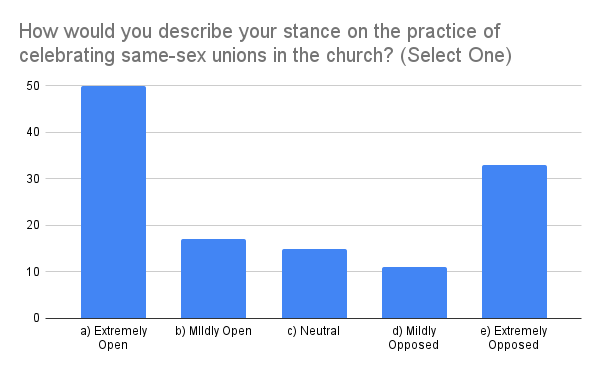 How would you describe your stance on the practice of
celebrating same-sex unions in the church? (Select One)
50
40
30
20
10
0
a) Extremely
Open
b) MIldly Open
c) Neutral
d) Mildly
Opposed
e) Extremely
Opposed